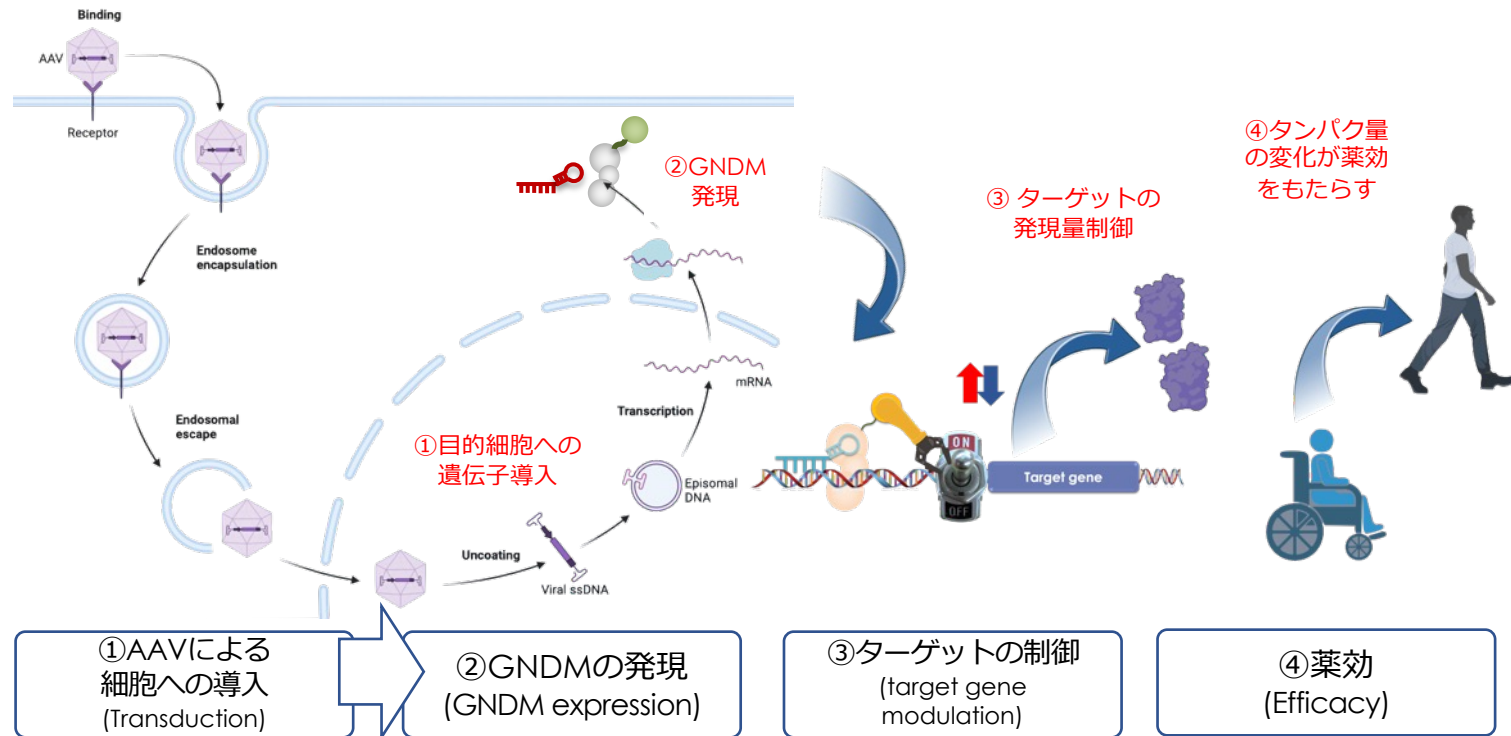 Binding
AAV
Receptor
Endosome
encapsulation
Endosomal
escape
Uncoating
Viral ssDNA
Episomal
DNA
Transcription
mRNA
①目的細胞への
遺伝子導入
②GNDM
発現
③ ターゲットの
発現量制御
ON
OFF
Target gene
④タンパク量
の変化が薬効
をもたらす
①AAVによる
細胞への導入
(Transduction)
②GNDMの発現
(GNDM expression)
③ターゲットの制御
(target gene
modulation)
④薬効
(Efficacy)